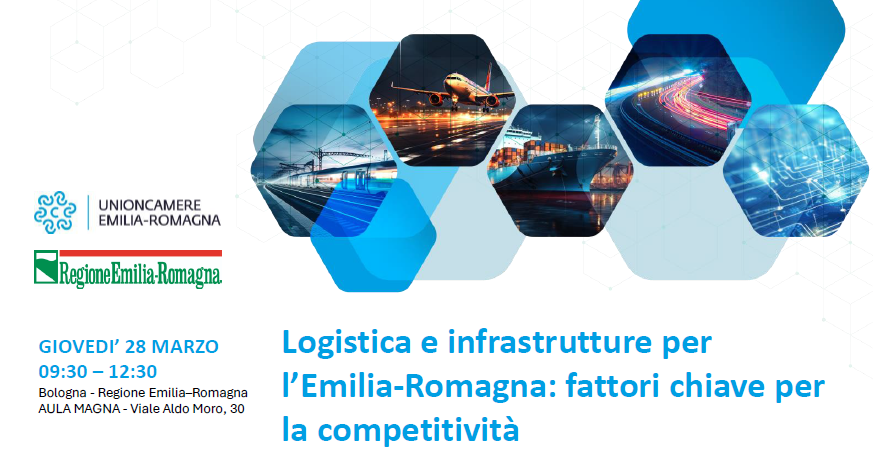 UNIONCAMERE
EMILIA-ROMAGNA
RegioneEmilia-Romagna
GIOVEDI’ 28 MARZO
09:30 – 12:30
Bologna - Regione Emilia–Romagna
AULA MAGNA - Viale Aldo Moro, 30
Logistica e infrastrutture per
l’Emilia-Romagna: fattori chiave per
la competitività